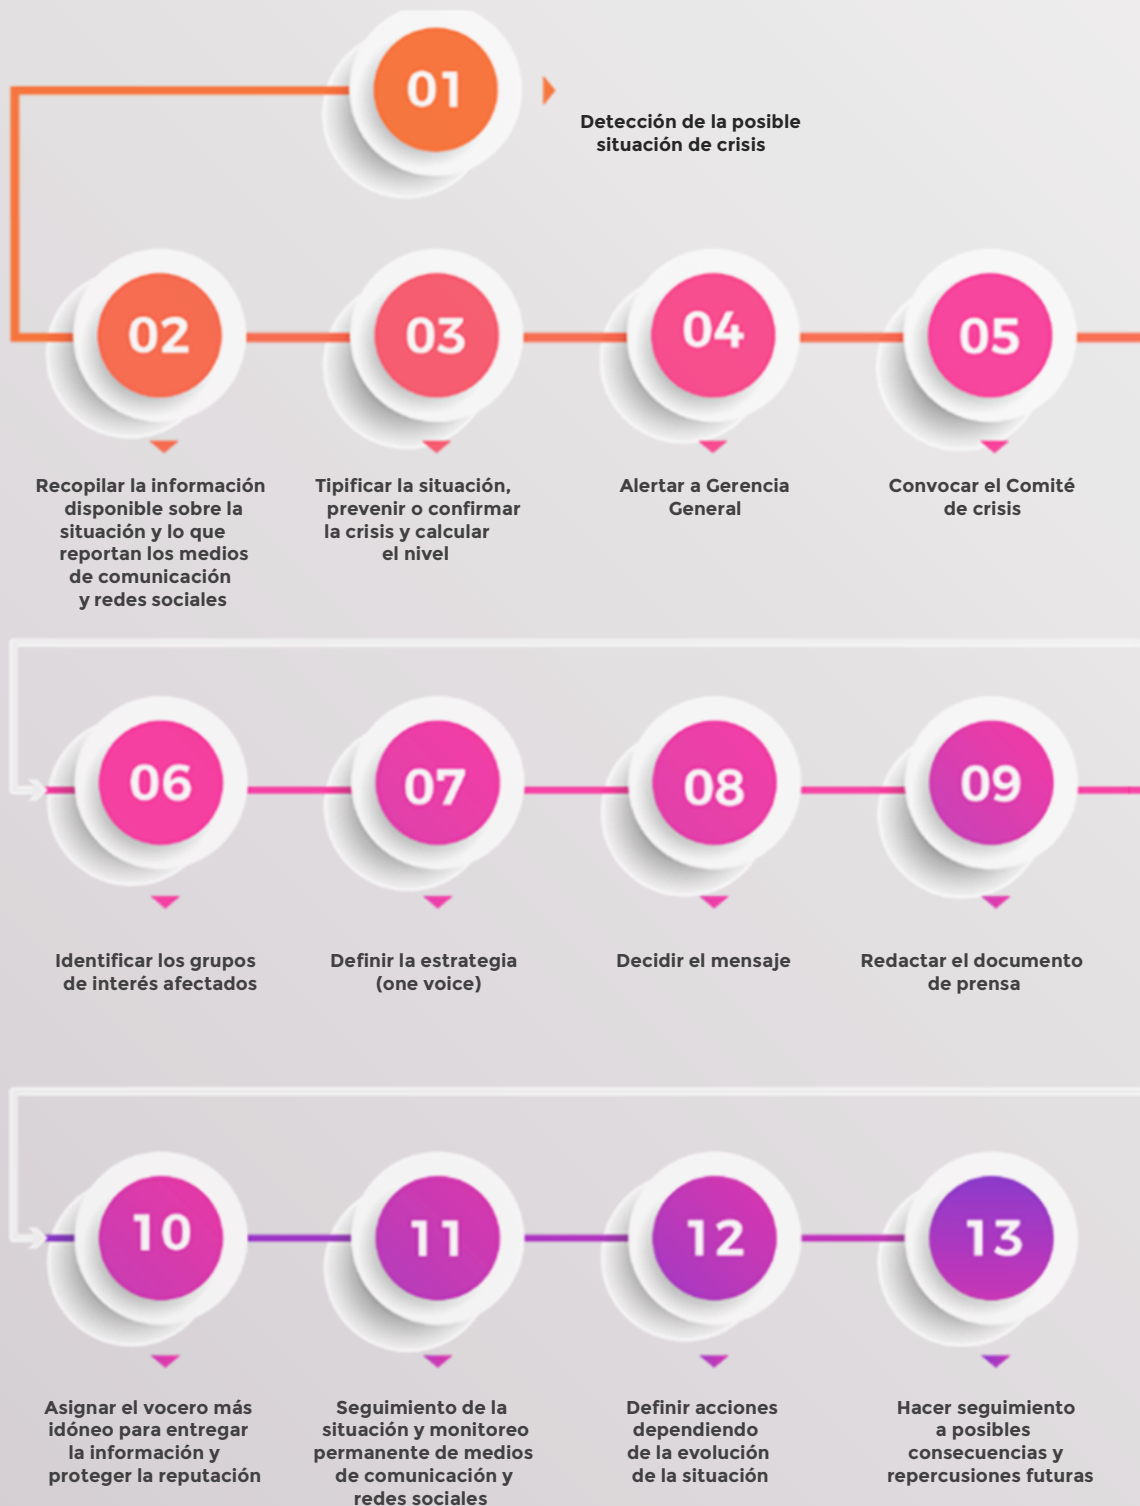 01
Detección de la posible
situación de crisis
02
03
04
05
Recopilar la información
disponible sobre la
situación y lo que
reportan los medios
de comunicación
y redes sociales
Tipificar la situación,
prevenir o confirmar
la crisis y calcular
el nivel
Alertar a Gerencia
General
Convocar el Comité
de crisis
06
07
08
09
Identificar los grupos
de interés afectados
Definir la estrategia
(one voice)
Decidir el mensaje
Redactar el documento
de prensa
10
11
12
13
Asignar el vocero más
idóneo para entregar
la información y
proteger la reputación
Seguimiento de la
situación y monitoreo
permanente de medios
de comunicación y
redes sociales
Definir acciones
dependiendo
de la evolución
de la situación
Hacer seguimiento
a posibles
consecuencias y
repercusiones futuras